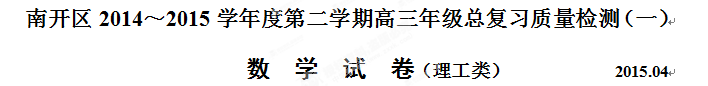 南开区 2014～2015 学年度第二学期高三年级总复习质量检测（一）
数 学 试 卷（理工类） 2015.04